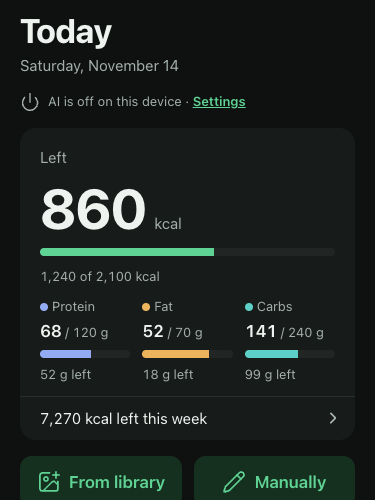 Today
Saturday, November 14
AI is off on this device · Settings
Left
860 kcal
1,240 of 2,100 kcal
Protein Fat Carbs
68 / 120 g 52 / 70 g 141 / 240 g
52 g left 18 g left 99 g left
7,270 kcal left this week
From library Manually